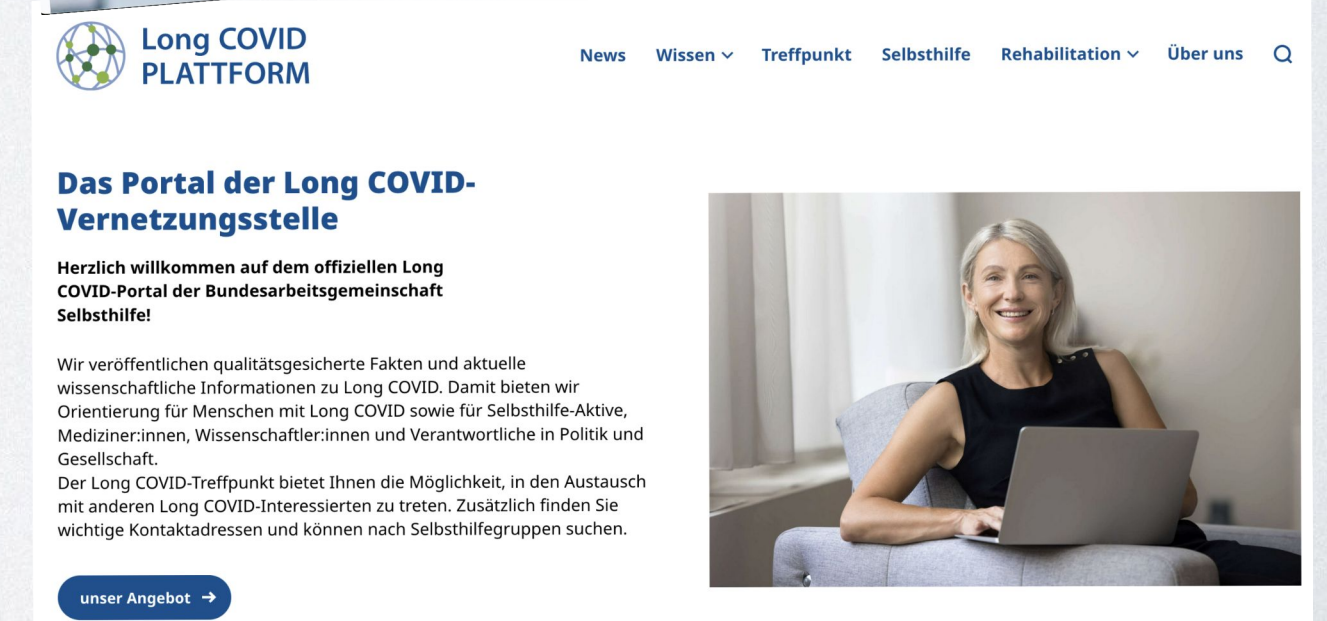 Long COVID
PLATTFORM
News Wissen Treffpunkt Selbsthilfe Rehabilitation Über uns
Das Portal der Long COVID-
Vernetzungsstelle
Herzlich willkommen auf dem offiziellen Long
COVID-Portal der Bundesarbeitsgemeinschaft
Selbsthilfe!
Wir veröffentlichen qualitätsgesicherte Fakten und aktuelle
wissenschaftliche Informationen zu Long COVID. Damit bieten wir
Orientierung für Menschen mit Long COVID sowie für Selbsthilfe-Aktive,
Mediziner:innen, Wissenschaftler:innen und Verantwortliche in Politik und
Gesellschaft.
Der Long COVID-Treffpunkt bietet Ihnen die Möglichkeit, in den Austausch
mit anderen Long COVID-Interessierten zu treten. Zusätzlich finden Sie
wichtige Kontaktadressen und können nach Selbsthilfegruppen suchen.
unser Angebot →